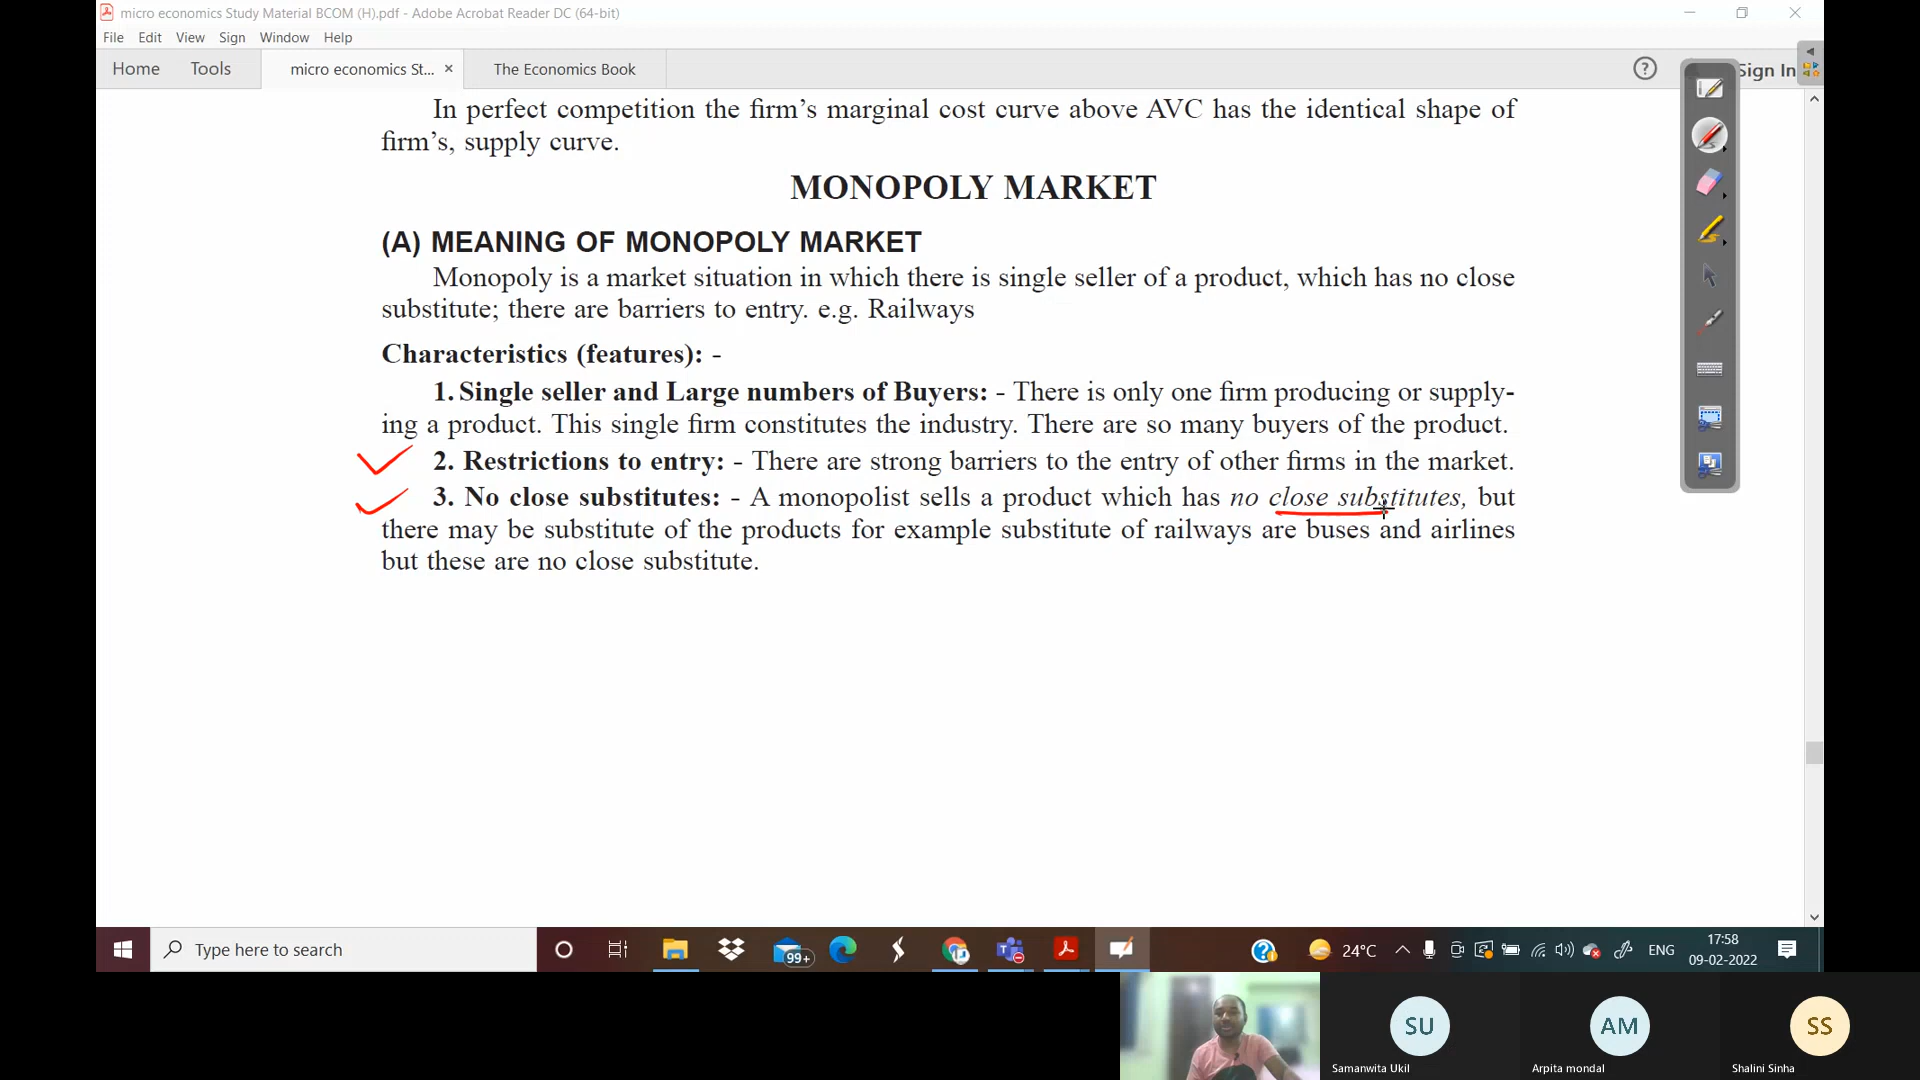 micro economics Study Material BCOM (H).pdf - Adobe Acrobat Reader DC (64-bit)
File Edit View Sign Window Help
Home Tools micro economics St... × The Economics Book ? Sign In
In perfect competition the firm’s marginal cost curve above AVC has the identical shape of
firm’s, supply curve.
MONOPOLY MARKET
(A) MEANING OF MONOPOLY MARKET
Monopoly is a market situation in which there is single seller of a product, which has no close
substitute; there are barriers to entry. e.g. Railways
Characteristics (features): -
1. Single seller and Large numbers of Buyers: - There is only one firm producing or supply-
ing a product. This single firm constitutes the industry. There are so many buyers of the product.
2. Restrictions to entry: - There are strong barriers to the entry of other firms in the market.
3. No close substitutes: - A monopolist sells a product which has no close substitutes, but
there may be substitute of the products for example substitute of railways are buses and airlines
but these are no close substitute.
Type here to search 99+ 24°C ENG 17:58
09-02-2022
SU AM SS
Samanwita Ukil Arpita mondal Shalini Sinha